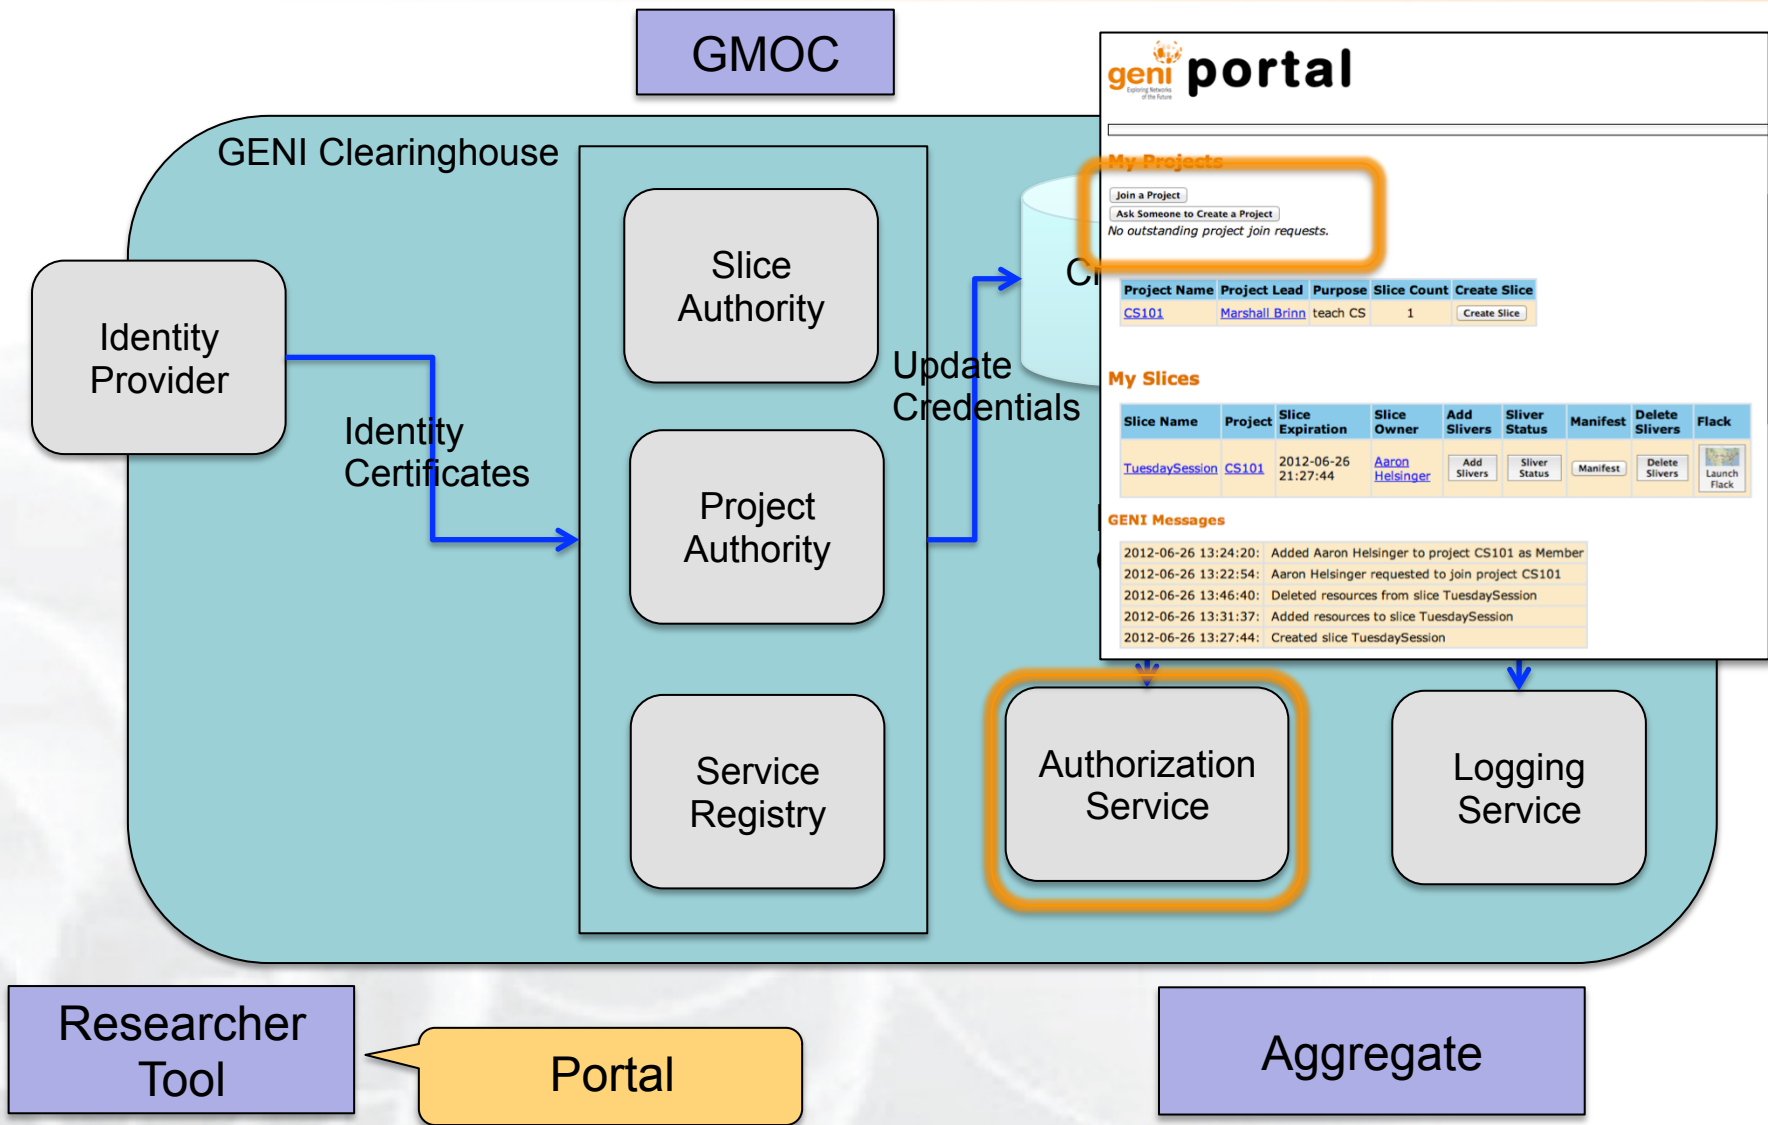 GMOC
GENI Clearinghouse
Identity
Provider
Identity
Certificates
Slice
Authority
Project
Authority
Service
Registry
Update
Credentials
geni portal
Exploring Networks
of the Future
My Projects
Join a Project
Ask Someone to Create a Project
No outstanding project join requests.
Project Name Project Lead Purpose Slice Count Create Slice
CS101 Marshall Brinn teach CS 1 Create Slice
My Slices
Slice Name Project Slice Expiration Slice Owner Add Slivers Sliver Status Manifest Delete Slivers Flack
TuesdaySession CS101 2012-06-26 21:27:44 Aaron Helsinger Add Slivers Sliver Status Manifest Delete Slivers Launch Flack
GENI Messages
2012-06-26 13:24:20: Added Aaron Helsinger to project CS101 as Member
2012-06-26 13:22:54: Aaron Helsinger requested to join project CS101
2012-06-26 13:46:40: Deleted resources from slice TuesdaySession
2012-06-26 13:31:37: Added resources to slice TuesdaySession
2012-06-26 13:27:44: Created slice TuesdaySession
Authorization
Service
Logging
Service
Researcher
Tool
Portal
Aggregate